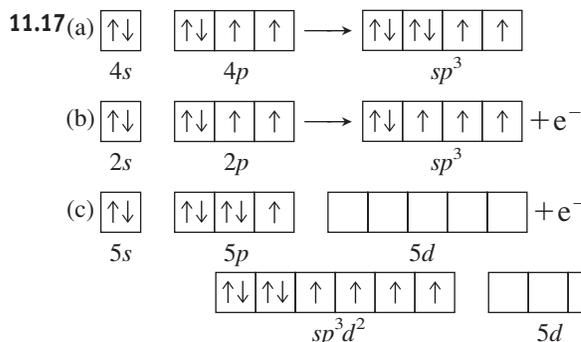 11.17 (a) ↑↓ ↑↓ ↑ ↑ ⟶ ↑↓ ↑↓ ↑ ↑
4s 4p sp³
(b) ↑↓ ↑↓ ↑ ↑ ⟶ ↑↓ ↑ ↑ ↑ + e⁻
2s 2p sp³
(c) ↑↓ ↑↓ ↑↓ ↑ + e⁻
5s 5p 5d
↑↓ ↑↓ ↑ ↑ ↑ ↑
sp³d² 5d